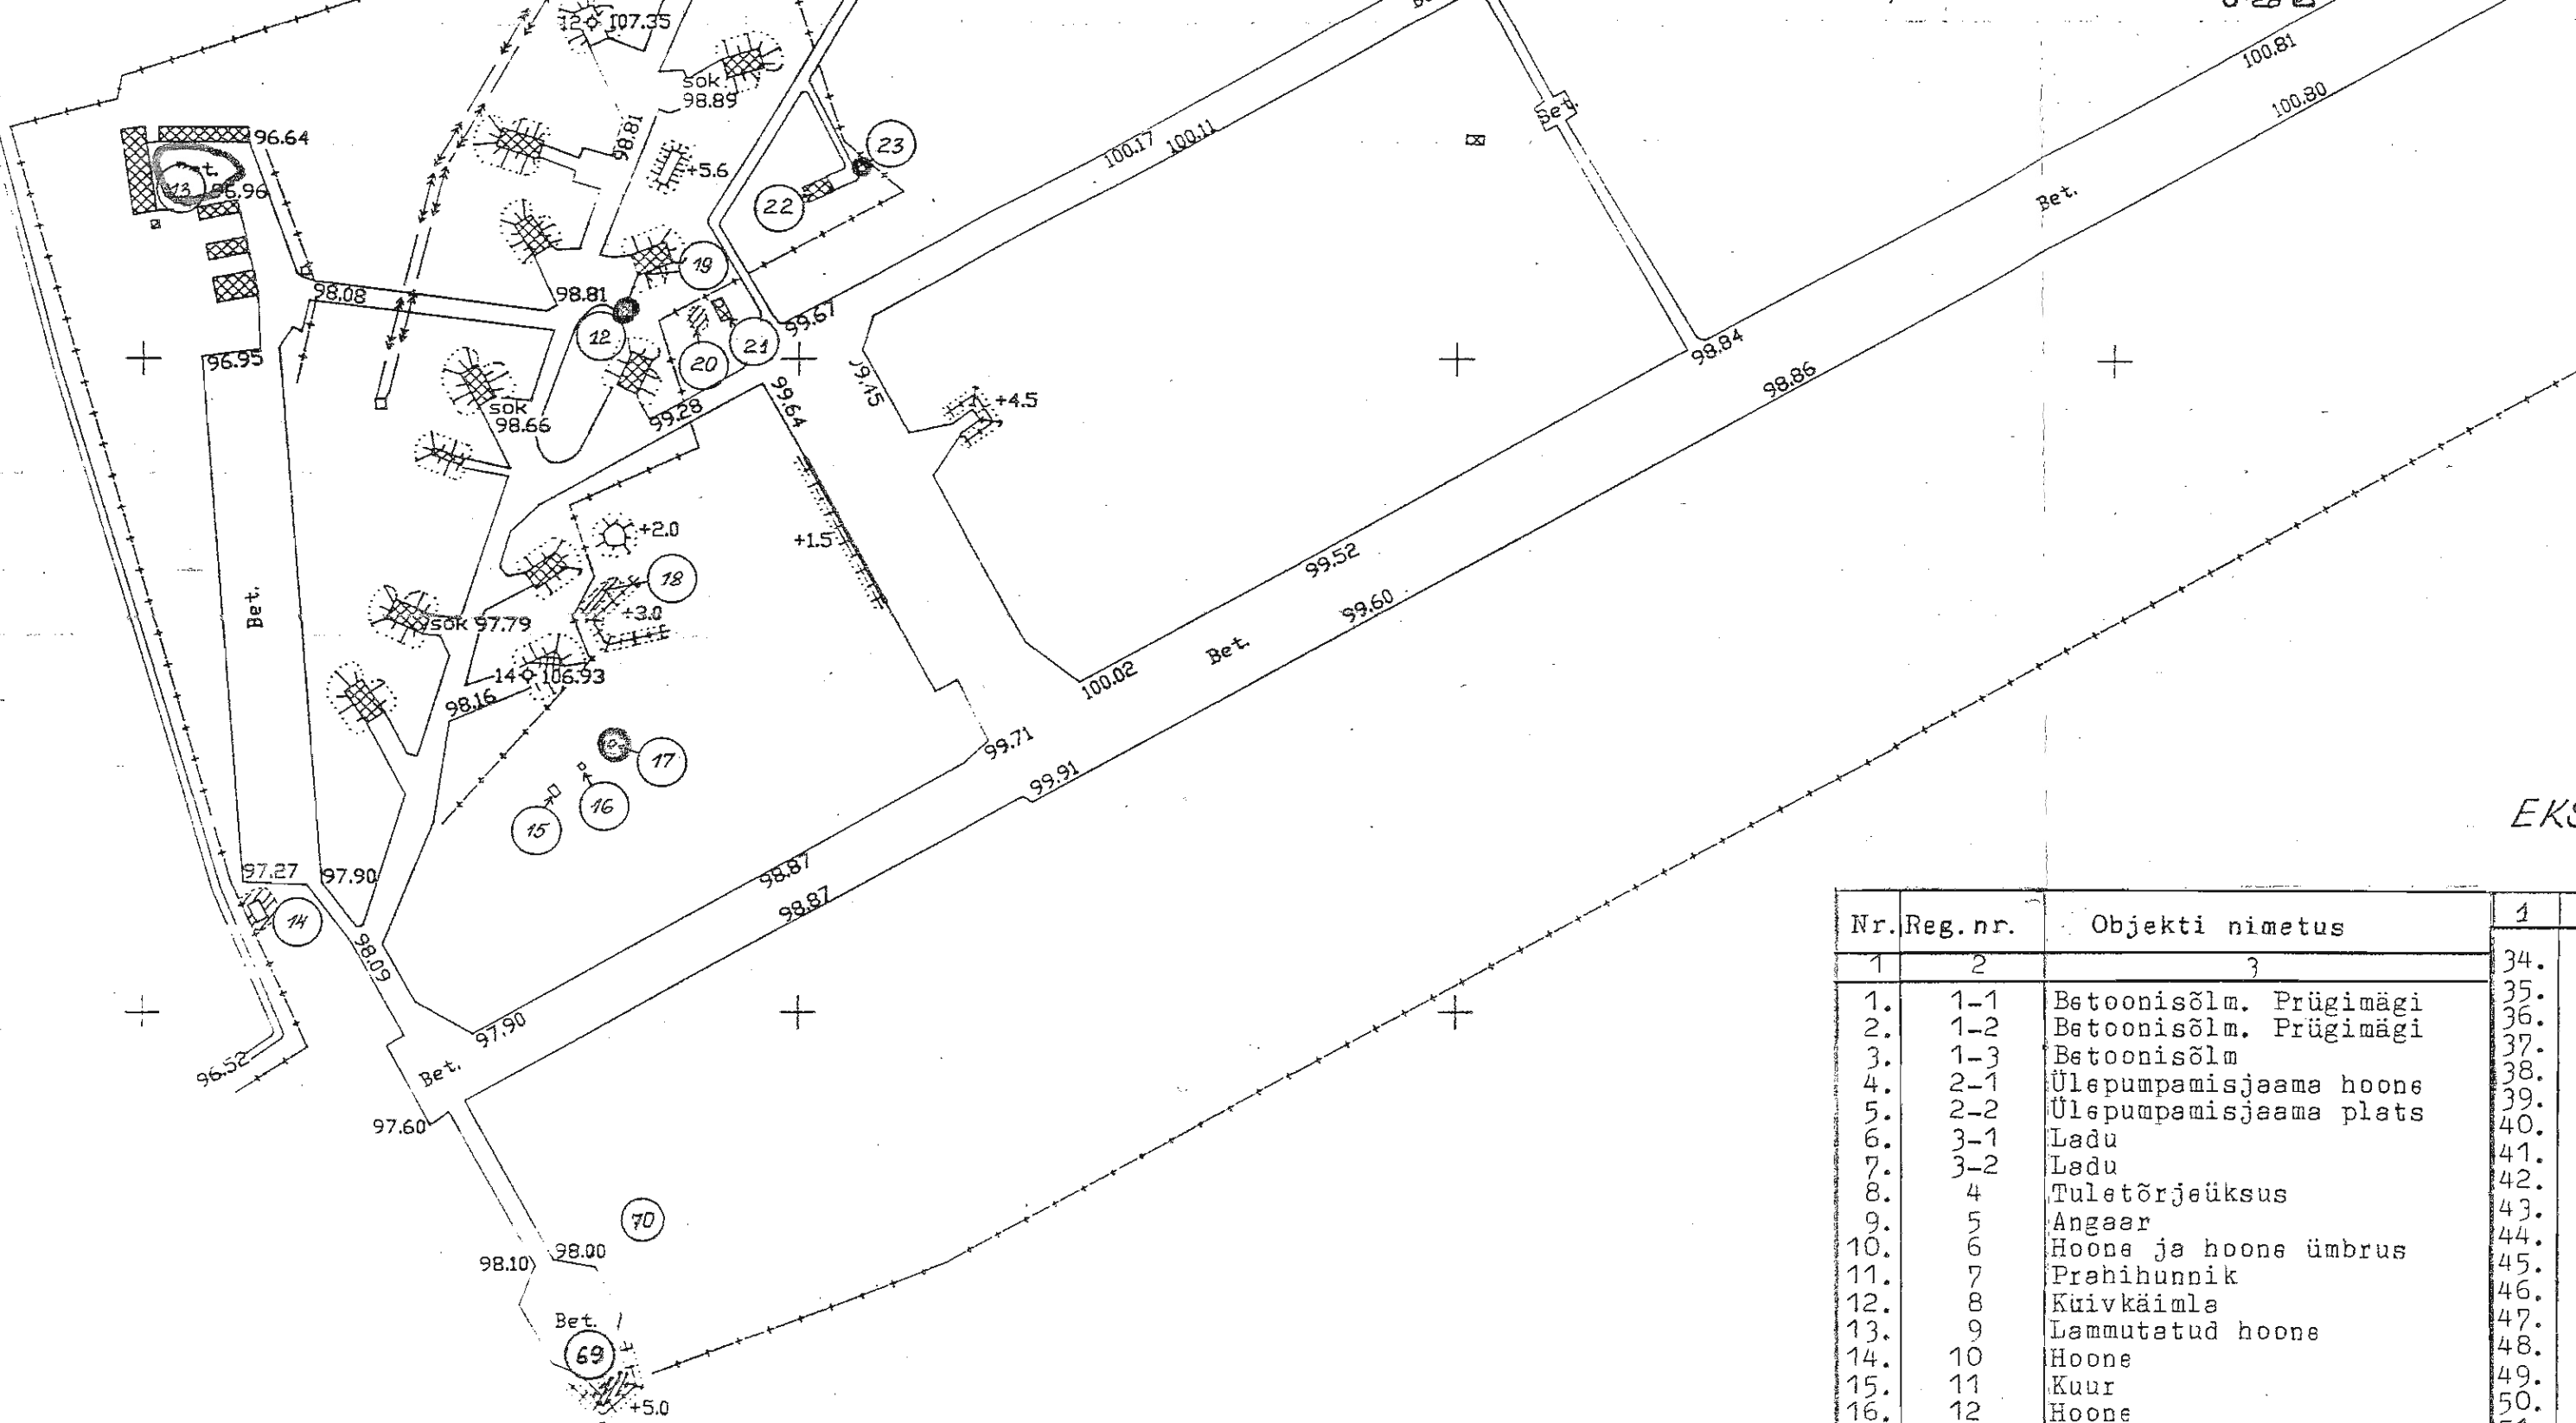 12 107.35
sok
98.89
98.81
+5.6
96.64
13
96.96
23
22
19
98.08
98.81
12
20
21
99.67
100.17
100.11
Bet.
100.81
100.80
Bet.
96.95
sok
98.66
99.28
99.64
99.45
+4.5
98.84
98.86
+2.0
+1.5
18
+3.0
Bet.
sok 97.79
14 106.93
98.16
99.52
99.60
Bet.
100.02
17
16
15
99.71
99.91
97.27
97.90
14
98.09
98.87
98.87
97.90
96.52
Bet.
97.60
70
98.00
98.10
Bet.
69
+5.0
Nr. Reg.nr. Objekti nimetus
1 2 3
1. 1-1 Betoonisõlm. Prügimägi
2. 1-2 Betoonisõlm. Prügimägi
3. 1-3 Betoonisõlm
4. 2-1 Ülepumpamisjaama hoone
5. 2-2 Ülepumpamisjaama plats
6. 3-1 Ladu
7. 3-2 Ladu
8. 4 Tuletõrjeüksus
9. 5 Angaar
10. 6 Hoone ja hoone ümbrus
11. 7 Prahihunnik
12. 8 Kuivkäimla
13. 9 Lammutatud hoone
14. 10 Hoone
15. 11 Kuur
16. 12 Hoone
1
34.
35.
36.
37.
38.
39.
40.
41.
42.
43.
44.
45.
46.
47.
48.
49.
50.